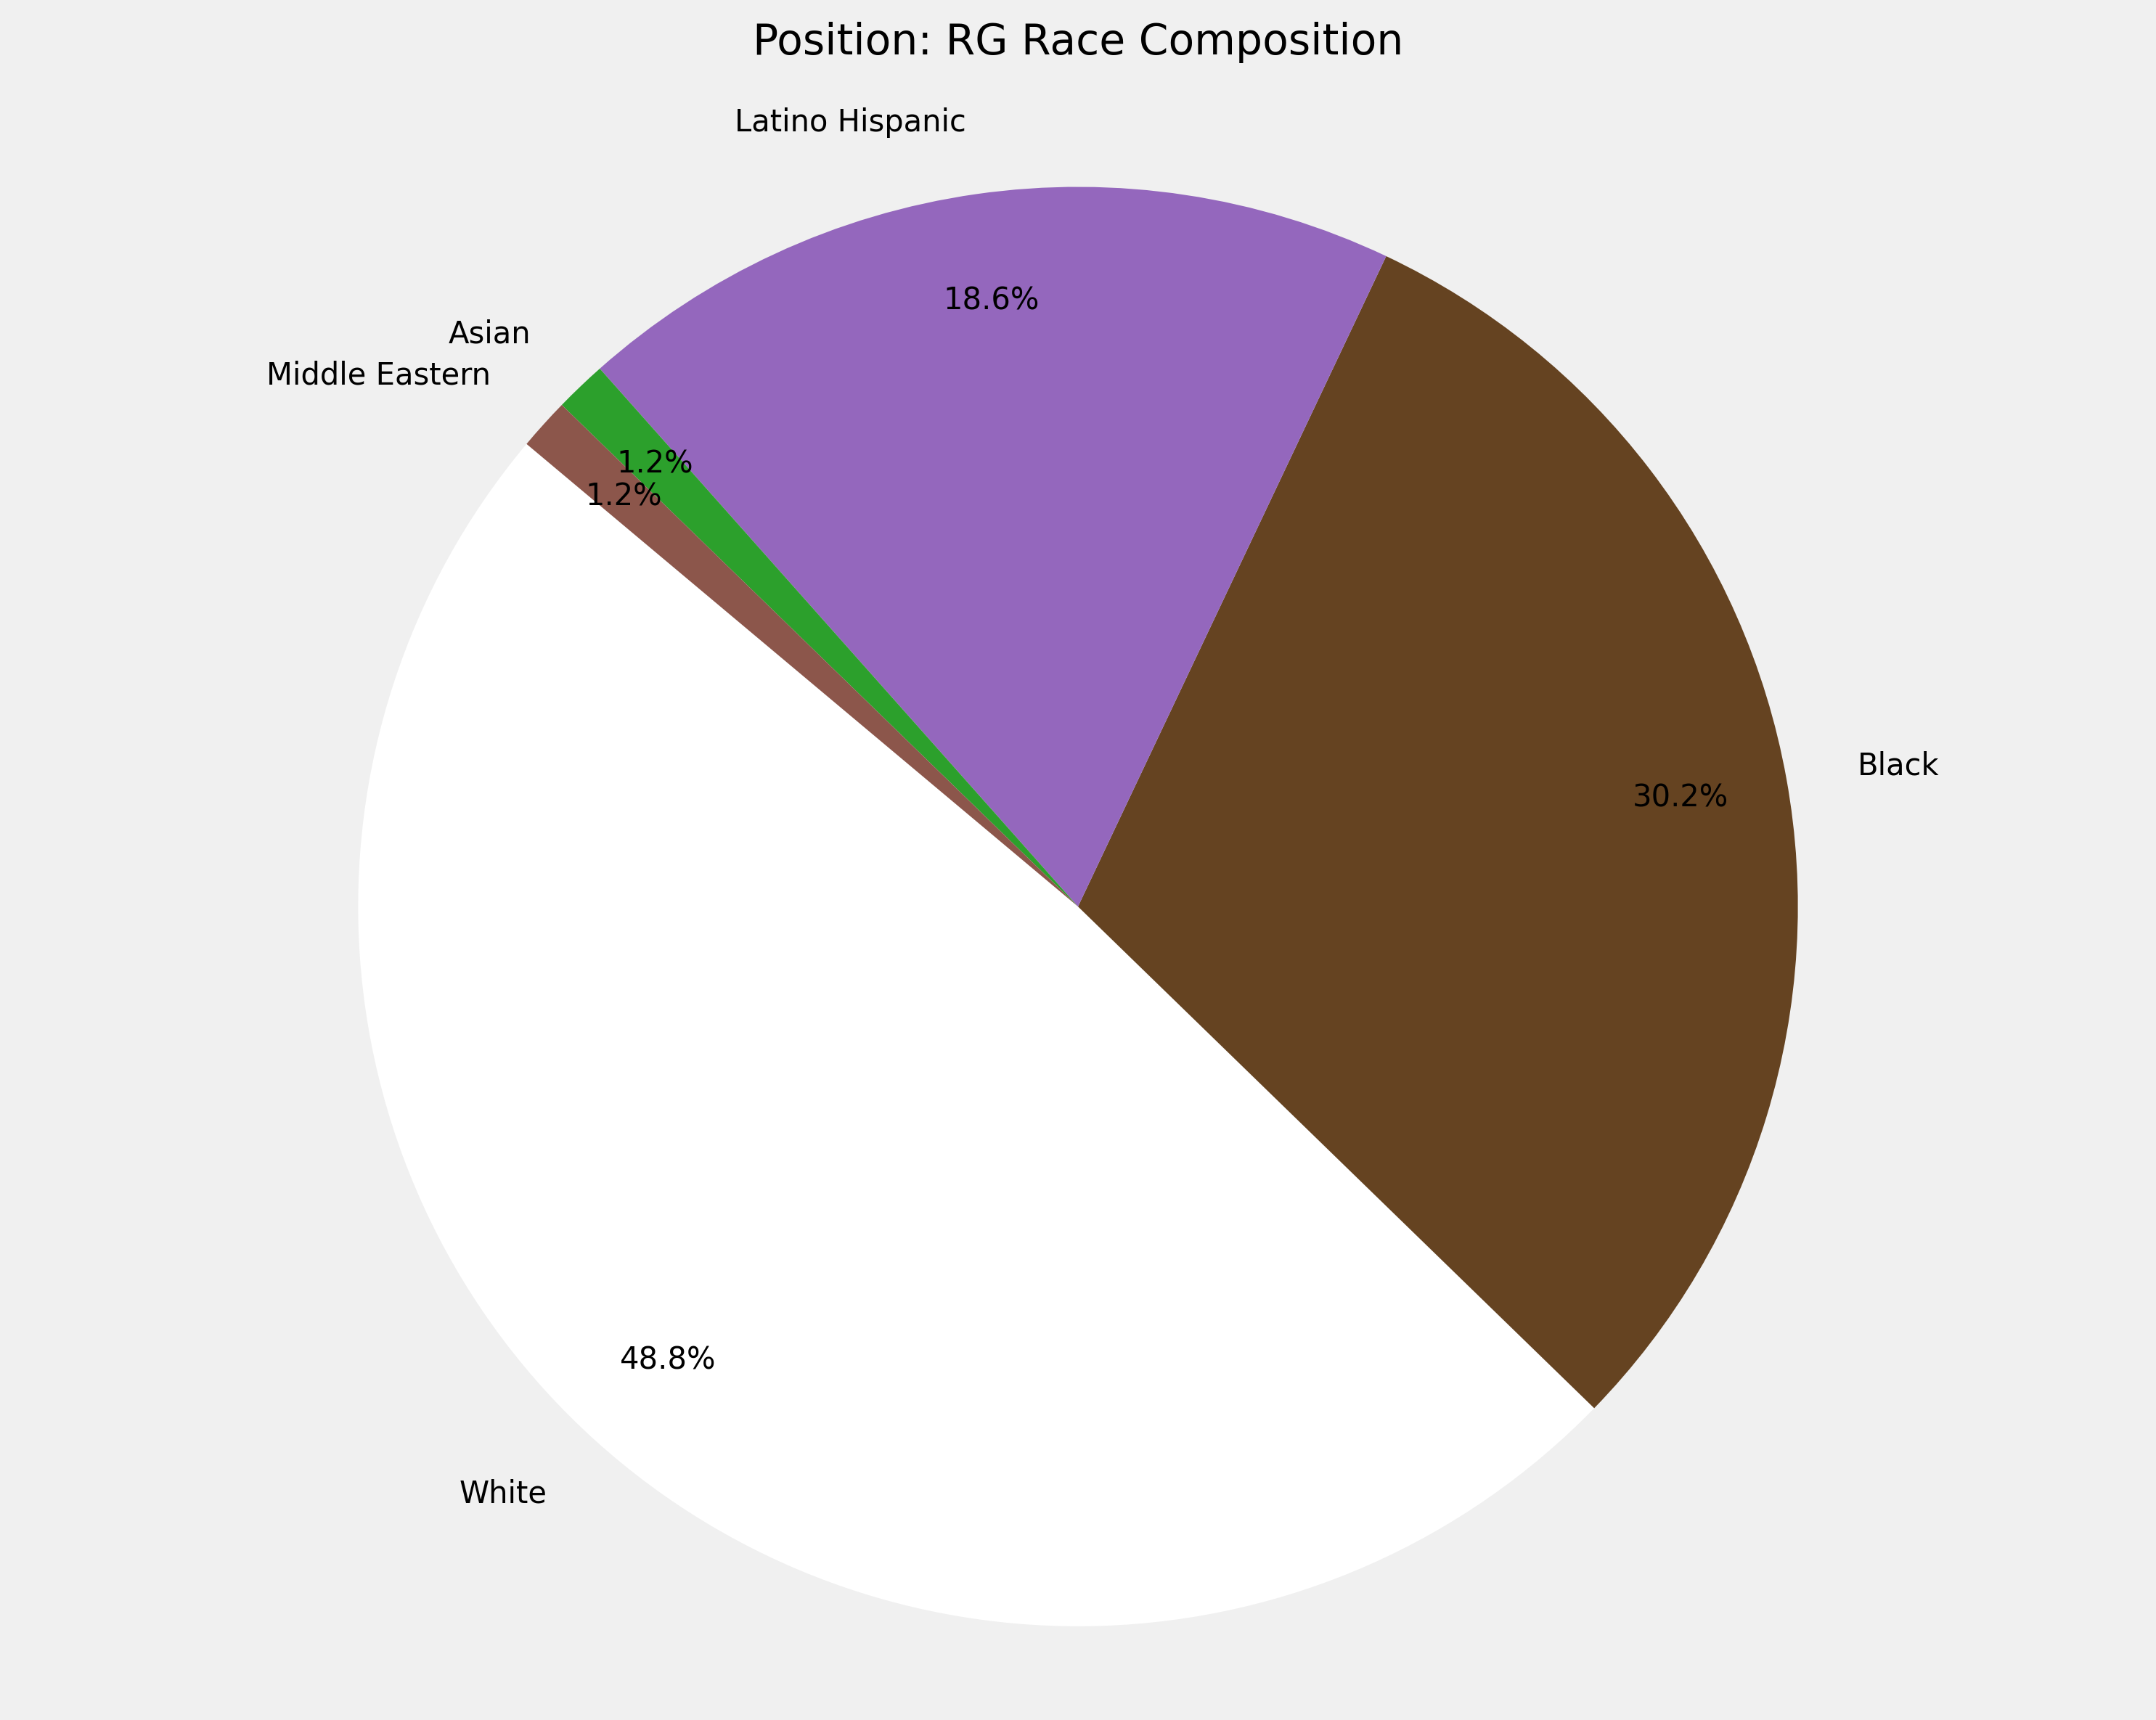 Position: RG Race Composition
Latino Hispanic
18.6%
Asian
Middle Eastern
1.2%
1.2%
Black
30.2%
48.8%
White